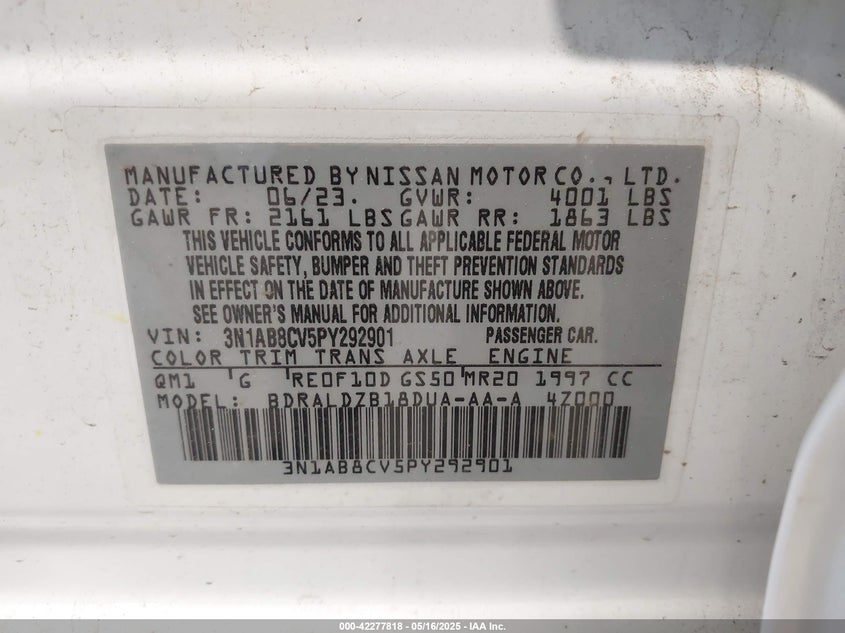 MANUFACTURED BY NISSAN MOTOR CO., LTD.
DATE: 06/23. GVWR: 4001 LBS
GAWR FR: 2161 LBS GAWR RR: 1863 LBS
THIS VEHICLE CONFORMS TO ALL APPLICABLE FEDERAL MOTOR
VEHICLE SAFETY, BUMPER AND THEFT PREVENTION STANDARDS
IN EFFECT ON THE DATE OF MANUFACTURE SHOWN ABOVE.
SEE OWNER'S MANUAL FOR ADDITIONAL INFORMATION.
VIN: 3N1AB8CV5PY292901 PASSENGER CAR.
COLOR TRIM TRANS AXLE ENGINE
QM1 G RE0F10D GS50 MR20 1997 CC
MODEL: BDRALDZB18DUA-AA-A 4Z000
3N1AB8CV5PY292901
000-42277818 - 05/16/2025 - IAA Inc.